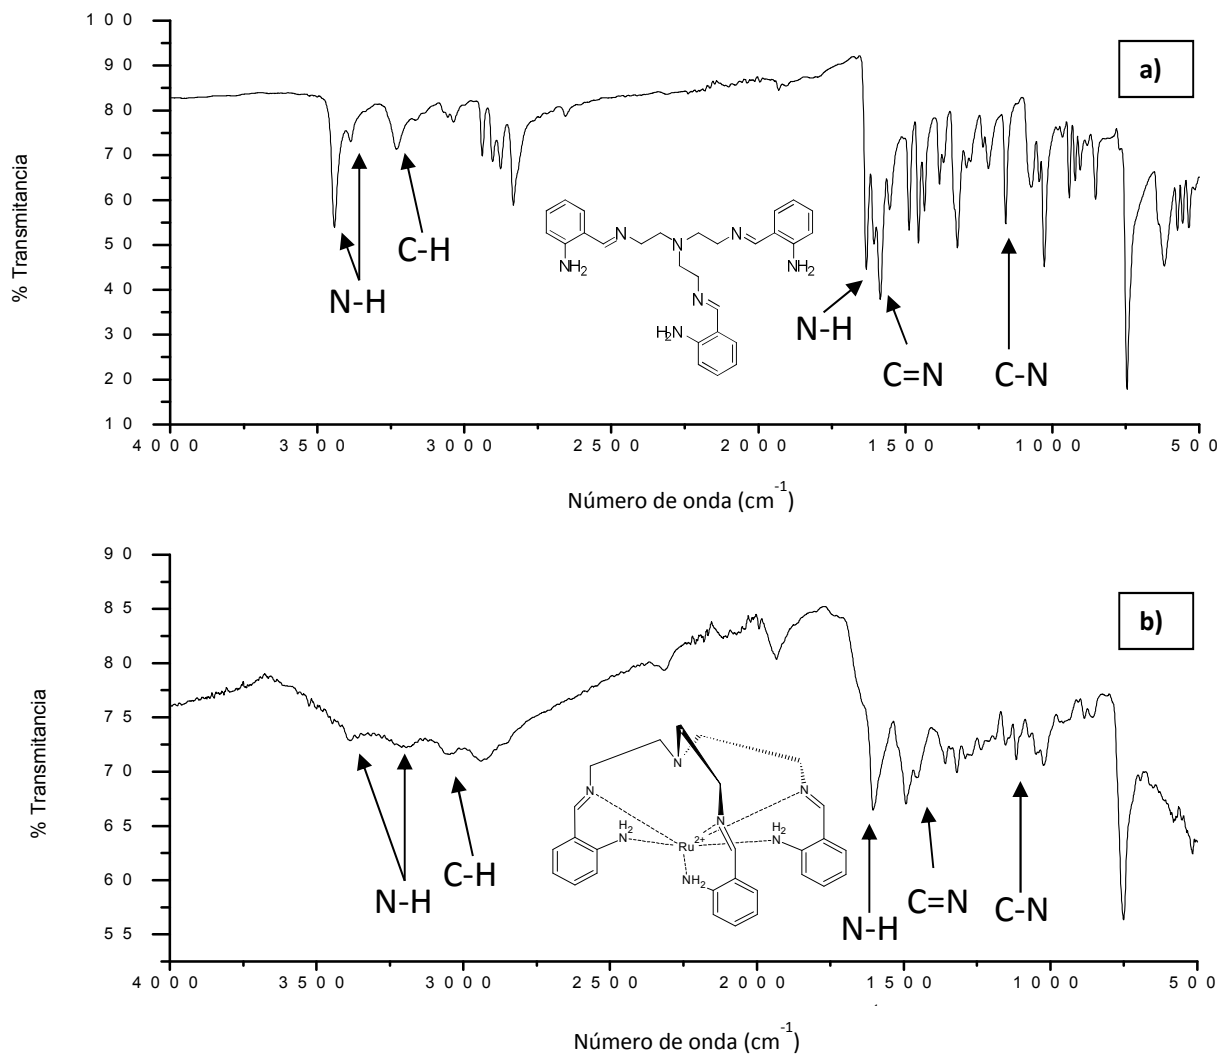 100
90
80
70
60
50
40
30
20
10
% Transmitancia
a)
N-H
C-H
N
N
N
N
NH2
NH2
H2N
N-H
C=N
C-N
4000 3500 3000 2500 2000 1500 1000 500
Número de onda (cm-1)
90
85
80
75
70
65
60
55
% Transmitancia
b)
N-H
C-H
N
N
N
N
H2
N
H2
N
Ru2+
NH2
N-H
C=N
C-N
4000 3500 3000 2500 2000 1500 1000 500
Número de onda (cm-1)